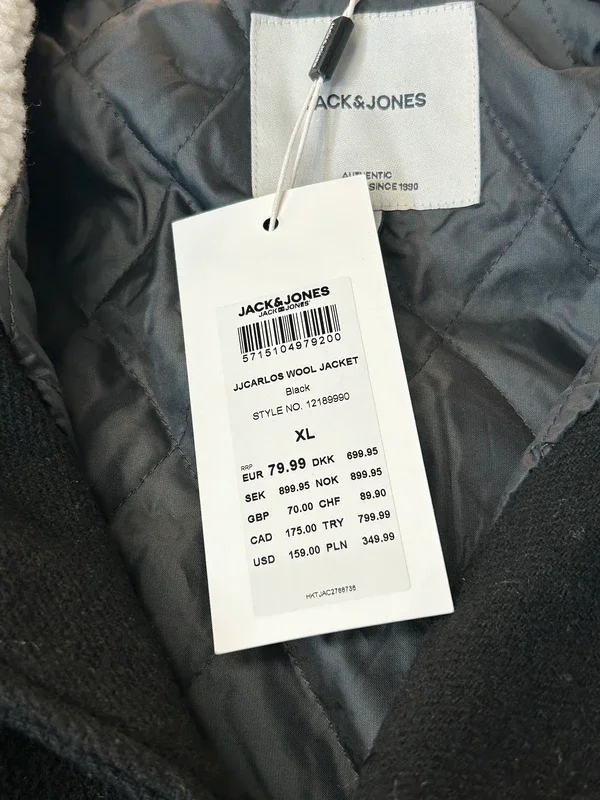 ACK&JONES
AUTHENTIC
SINCE 1990
JACK&JONES
JACK&JONES
5715104979200
JJCARLOS WOOL JACKET
Black
STYLE NO. 12189990
XL
RRP
EUR 79.99 DKK 699.95
SEK 899.95 NOK 899.95
GBP 70.00 CHF 89.90
CAD 175.00 TRY 799.99
USD 159.00 PLN 349.99